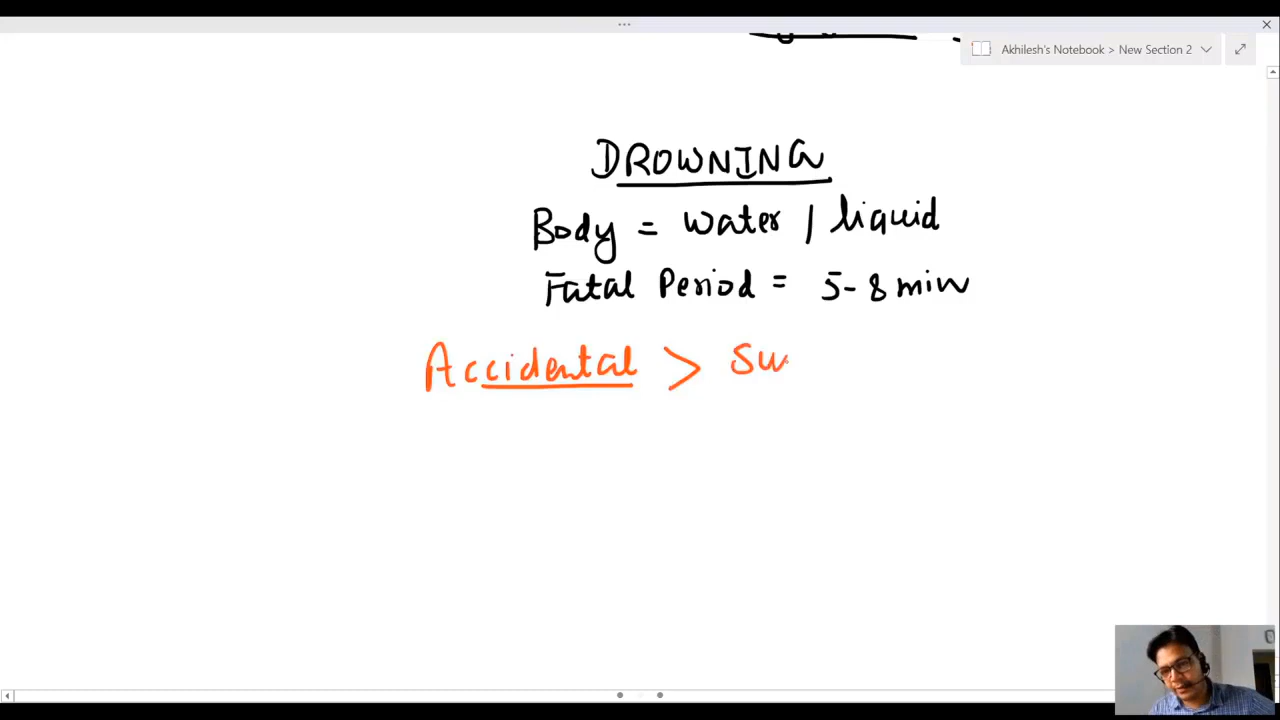 Akhilesh's Notebook > New Section 2
DROWNING
Body = water / liquid
Fatal Period = 5-8 min
Accidental > Su